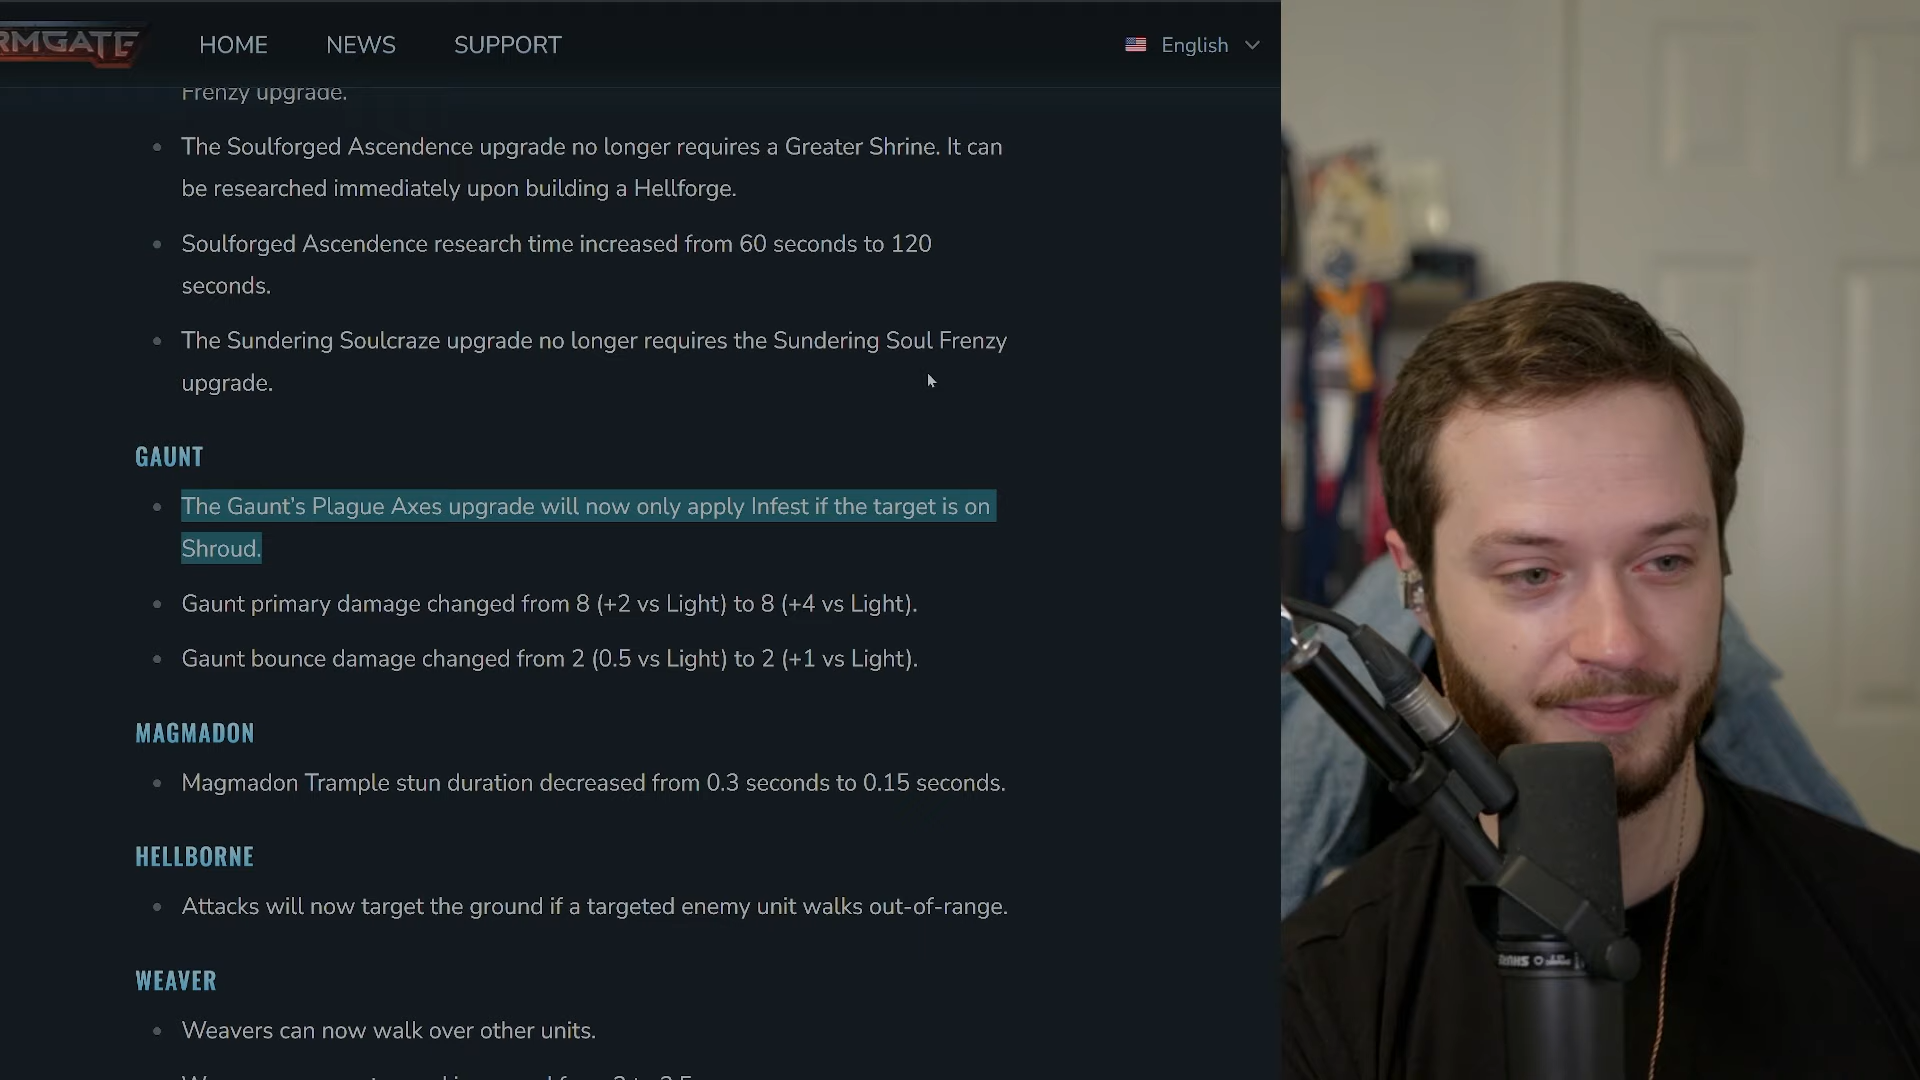 RMGATE
HOME
NEWS
SUPPORT
English
Frenzy upgrade.
The Soulforged Ascendence upgrade no longer requires a Greater Shrine. It can
be researched immediately upon building a Hellforge.
Soulforged Ascendence research time increased from 60 seconds to 120
seconds.
The Sundering Soulcraze upgrade no longer requires the Sundering Soul Frenzy
upgrade.
GAUNT
The Gaunt’s Plague Axes upgrade will now only apply Infest if the target is on
Shroud.
Gaunt primary damage changed from 8 (+2 vs Light) to 8 (+4 vs Light).
Gaunt bounce damage changed from 2 (0.5 vs Light) to 2 (+1 vs Light).
MAGMADON
Magmadon Trample stun duration decreased from 0.3 seconds to 0.15 seconds.
HELLBORNE
Attacks will now target the ground if a targeted enemy unit walks out-of-range.
WEAVER
Weavers can now walk over other units.